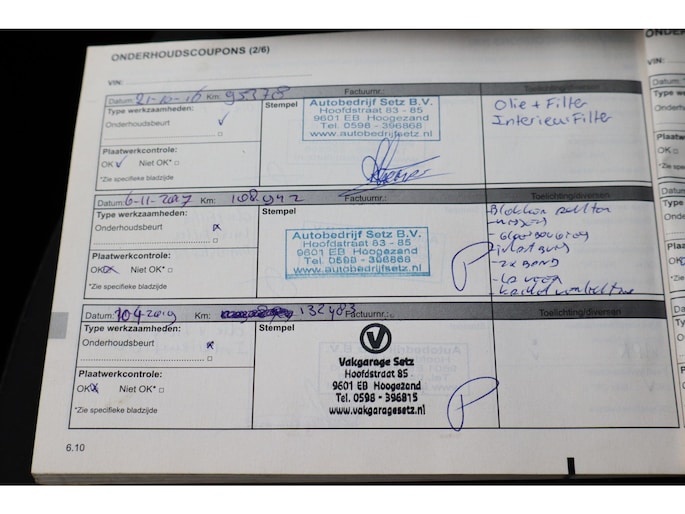 ONDERHOUDSCOUPONS (2/6)
VIN:
Datum: 21-10-16 Km: 95378 Factuurnr.: Toelichting/diversen
Type werkzaamheden:
Onderhoudsbeurt ✓
Plaatwerkcontrole:
OK ✓ Niet OK* □
*Zie specifieke bladzijde
Stempel
Autobedrijf Setz B.V.
Hoofdstraat 83 - 85
9601 EB Hoogezand
Tel. 0598 - 396868
www.autobedrijfsetz.nl
Olie + Filter
Interieur Filter
Datum: 6-11-2017 Km: 108.942 Factuurnr.: Toelichting/diversen
Type werkzaamheden:
Onderhoudsbeurt x
Plaatwerkcontrole:
OK x Niet OK* □
*Zie specifieke bladzijde
Stempel
Autobedrijf Setz B.V.
Hoofdstraat 83 - 85
9601 EB Hoogezand
Tel. 0598 - 396868
www.autobedrijfsetz.nl
Datum: 10-4-2019 Km: 132483 Factuurnr.: Toelichting/diversen
Type werkzaamheden:
Onderhoudsbeurt x
Plaatwerkcontrole:
OK x Niet OK* □
*Zie specifieke bladzijde
Stempel
Vakgarage Setz
Hoofdstraat 85
9601 EB Hoogezand
Tel. 0598 - 396815
www.vakgaragesetz.nl
6.10